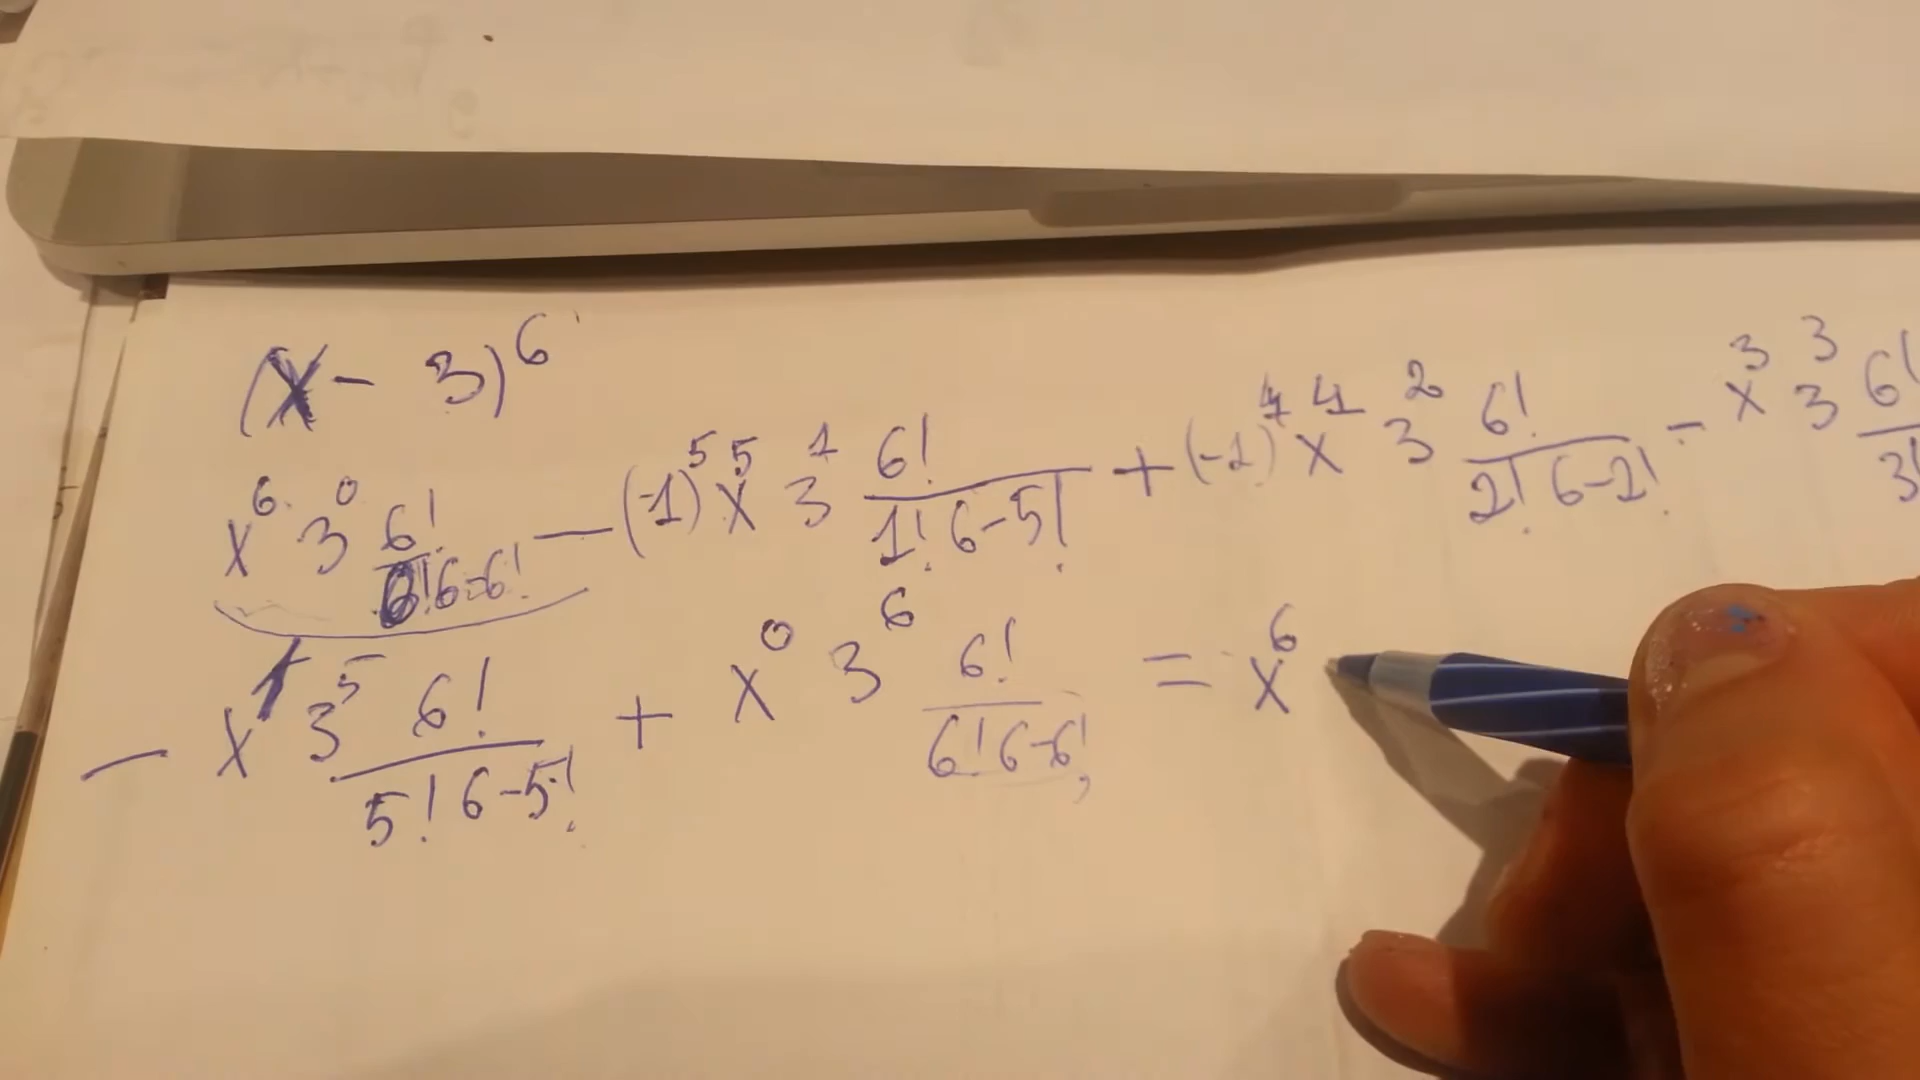 (x - 3)^6
x^6 3^0 6!/0!6-6! - (-1)^5 x^5 3^1 6!/1!6-5! + (-1)^4 x^4 3^2 6!/2!6-2! - x^3 3^3 6!/3!
- x^1 3^5 6!/5!6-5! + x^0 3^6 6!/6!6-6! = x^6